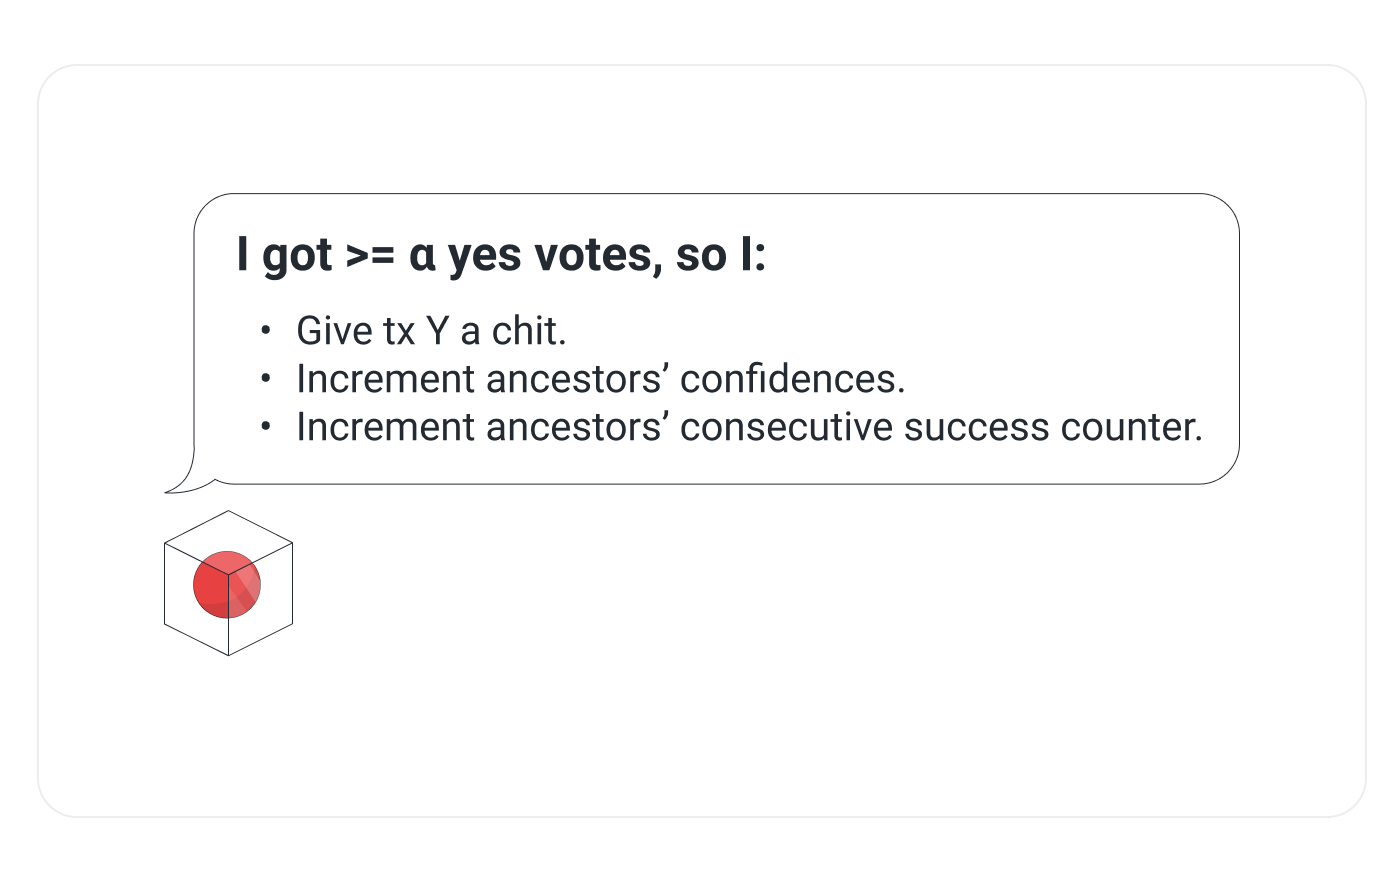 I got >= α yes votes, so I:
• Give tx Y a chit.
• Increment ancestors’ confidences.
• Increment ancestors’ consecutive success counter.